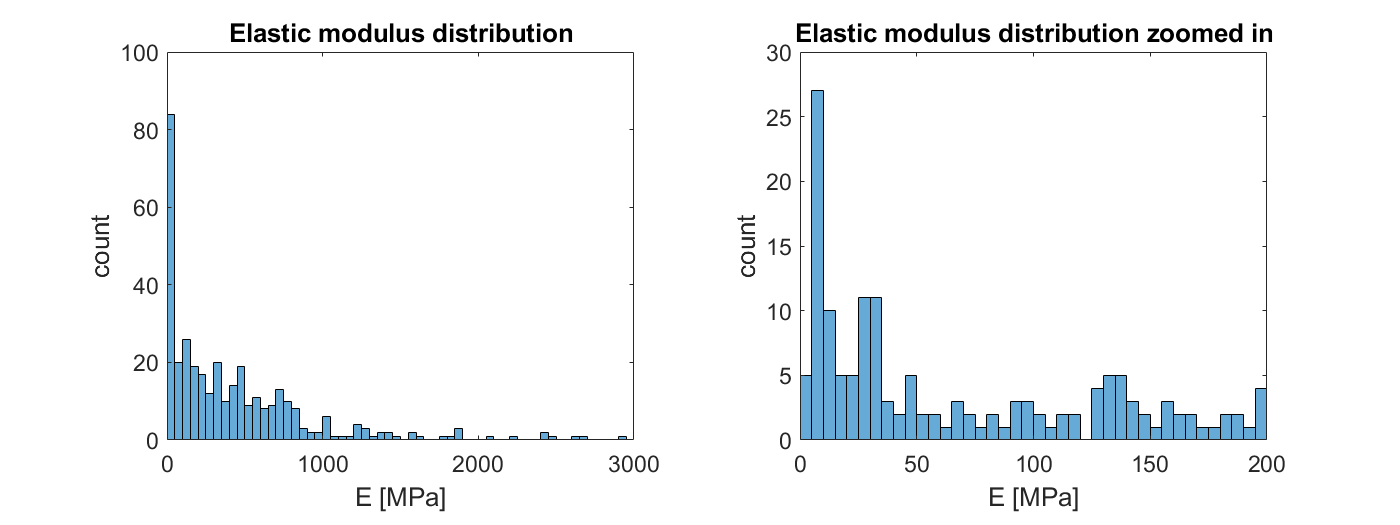 Elastic modulus distribution
100
80
60
40
20
0
count
0 1000 2000 3000
E [MPa]
Elastic modulus distribution zoomed in
30
25
20
15
10
5
0
count
0 50 100 150 200
E [MPa]